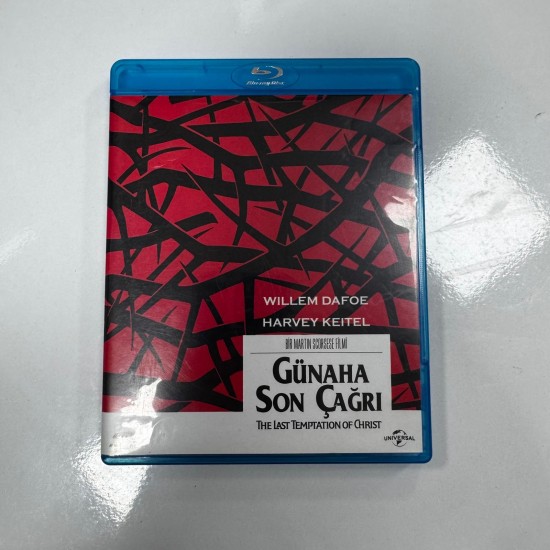 Blu-ray Disc
WILLEM DAFOE
HARVEY KEITEL
BİR MARTIN SCORSESE FİLMİ
GÜNAHA
SON ÇAĞRI
THE LAST TEMPTATION OF CHRIST
UNIVERSAL